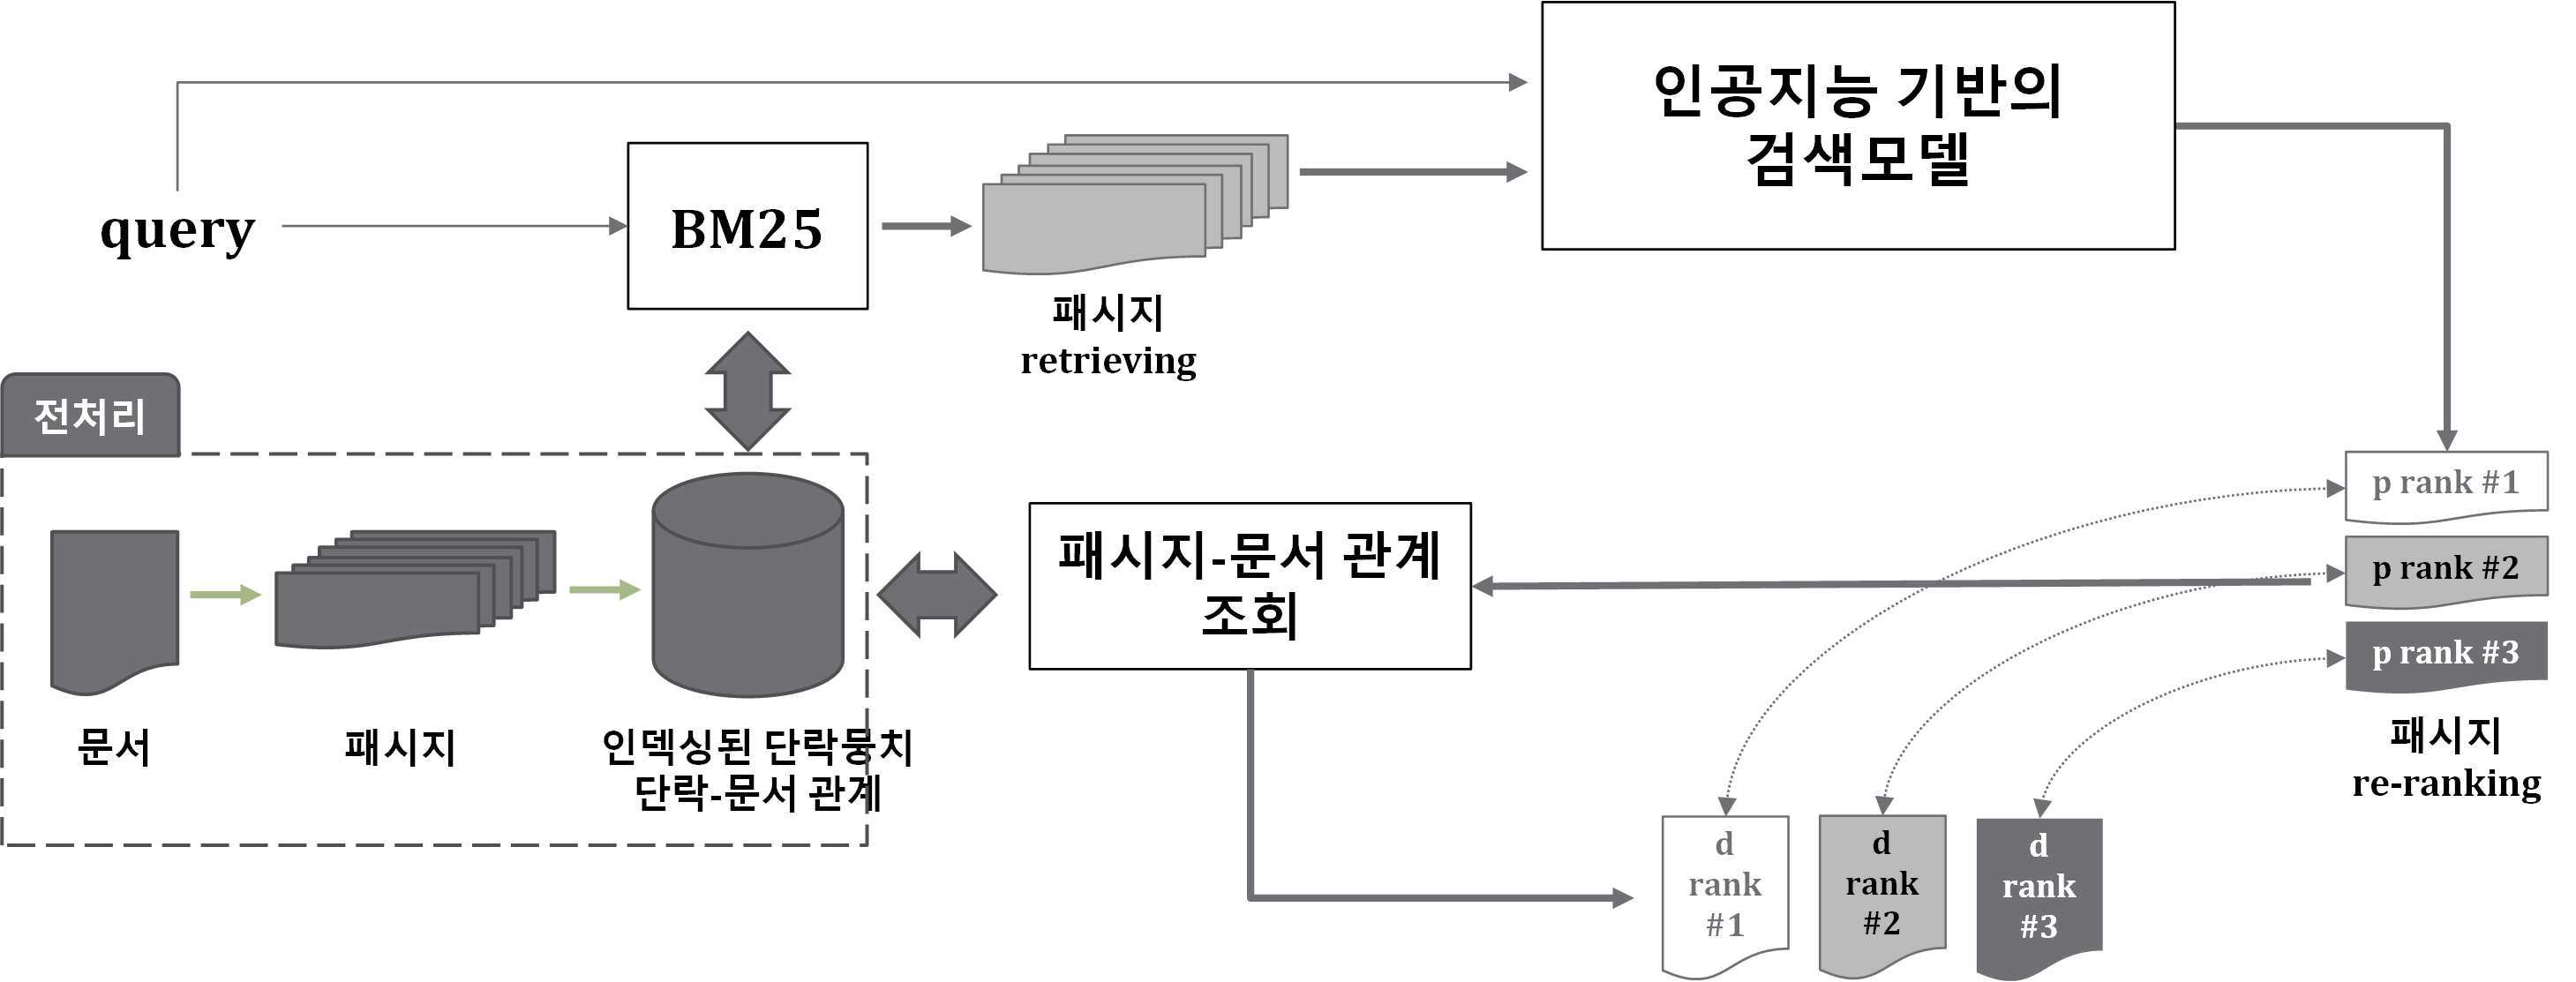 인공지능 기반의
검색모델
query
BM25
패시지
retrieving
전처리
문서
패시지
인덱싱된 단락뭉치
단락-문서 관계
패시지-문서 관계
조회
p rank #1
p rank #2
p rank #3
패시지
re-ranking
d
rank
#1
d
rank
#2
d
rank
#3